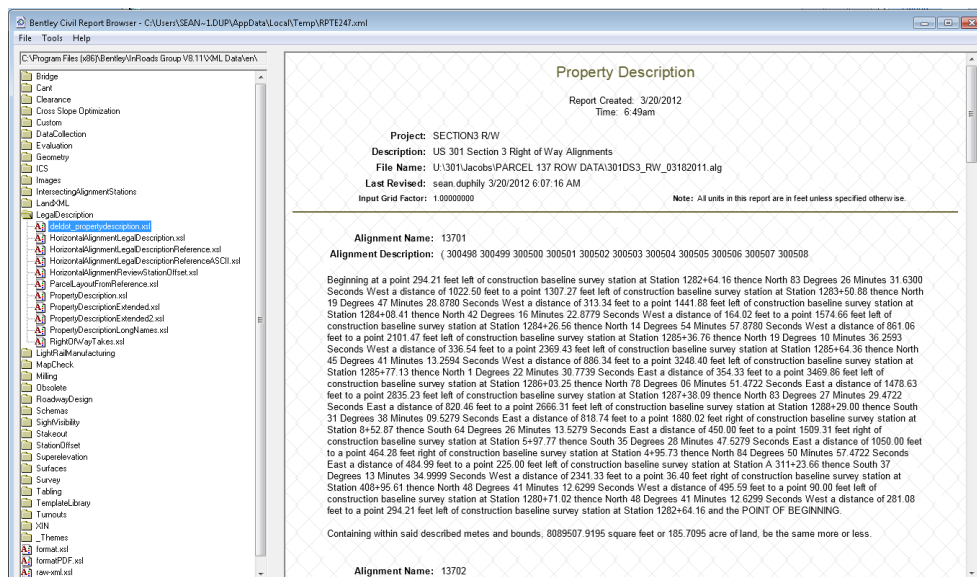 Bentley Civil Report Browser - C:\Users\SEAN~1.DUP\AppData\Local\Temp\RPTE247.xml
File Tools Help
C:\Program Files (x86)\Bentley\InRoads Group V8.11\XML Data\en\
Bridge
Cant
Clearance
Cross Slope Optimization
Custom
DataCollection
Evaluation
Geometry
ICS
Images
IntersectingAlignmentStations
LandXML
LegalDescription
deldot_propertydescription.xsl
HorizontalAlignmentLegalDescription.xsl
HorizontalAlignmentLegalDescriptionReference.xsl
HorizontalAlignmentLegalDescriptionReferenceASCII.xsl
HorizontalAlignmentReviewStationOffset.xsl
ParcelLayoutFromReference.xsl
PropertyDescription.xsl
PropertyDescriptionExtended.xsl
PropertyDescriptionExtended2.xsl
PropertyDescriptionLongNames.xsl
RightOfWayTakes.xsl
LightRailManufacturing
MapCheck
Milling
Obsolete
RoadwayDesign
Schemas
SightVisibility
Stakeout
StationOffset
Superelevation
Surfaces
Survey
Tabling
TemplateLibrary
Turnouts
XIN
_Themes
format.xsl
formatPDF.xsl
raw-xml.xsl
Property Description
Report Created: 3/20/2012
Time: 6:49am
Project: SECTION3 R/W
Description: US 301 Section 3 Right of Way Alignments
File Name: U:\301\Jacobs\PARCEL 137 ROW DATA\301DS3_RW_03182011.alg
Last Revised: sean.duphily 3/20/2012 6:07:16 AM
Input Grid Factor: 1.00000000 Note: All units in this report are in feet unless specified otherwise.
Alignment Name: 13701
Alignment Description: ( 300498 300499 300500 300501 300502 300503 300504 300505 300506 300507 300508
Beginning at a point 294.21 feet left of construction baseline survey station at Station 1282+64.16 thence North 83 Degrees 26 Minutes 31.6300
Seconds West a distance of 1022.50 feet to a point 1307.27 feet left of construction baseline survey station at Station 1283+50.88 thence North
19 Degrees 47 Minutes 28.8780 Seconds West a distance of 313.34 feet to a point 1441.88 feet left of construction baseline survey station at
Station 1284+08.41 thence North 42 Degrees 16 Minutes 22.8779 Seconds West a distance of 164.02 feet to a point 1574.66 feet left of
construction baseline survey station at Station 1284+26.56 thence North 14 Degrees 54 Minutes 57.8780 Seconds West a distance of 861.06
feet to a point 2101.47 feet left of construction baseline survey station at Station 1285+36.76 thence North 19 Degrees 10 Minutes 36.2593
Seconds West a distance of 336.54 feet to a point 2369.43 feet left of construction baseline survey station at Station 1285+64.36 thence North
45 Degrees 41 Minutes 13.2594 Seconds West a distance of 886.34 feet to a point 3248.40 feet left of construction baseline survey station at
Station 1285+77.13 thence North 1 Degrees 22 Minutes 30.7739 Seconds East a distance of 354.33 feet to a point 3469.86 feet left of
construction baseline survey station at Station 1286+03.25 thence North 78 Degrees 06 Minutes 51.4722 Seconds East a distance of 1478.63
feet to a point 2835.23 feet left of construction baseline survey station at Station 1287+38.09 thence North 83 Degrees 27 Minutes 29.4722
Seconds East a distance of 820.46 feet to a point 2666.31 feet left of construction baseline survey station at Station 1288+29.00 thence South
31 Degrees 38 Minutes 09.5279 Seconds East a distance of 818.74 feet to a point 1880.02 feet right of construction baseline survey station at
Station 8+52.87 thence South 64 Degrees 26 Minutes 13.5279 Seconds East a distance of 450.00 feet to a point 1509.31 feet right of
construction baseline survey station at Station 5+97.77 thence South 35 Degrees 28 Minutes 47.5279 Seconds East a distance of 1050.00 feet
to a point 464.28 feet right of construction baseline survey station at Station 4+95.73 thence North 84 Degrees 50 Minutes 57.4722 Seconds
East a distance of 484.99 feet to a point 225.00 feet left of construction baseline survey station at Station A 311+23.66 thence South 37
Degrees 13 Minutes 34.9999 Seconds West a distance of 2341.33 feet to a point 36.40 feet right of construction baseline survey station at
Station 408+95.61 thence North 48 Degrees 41 Minutes 12.6299 Seconds West a distance of 495.59 feet to a point 90.00 feet left of
construction baseline survey station at Station 1280+71.02 thence North 48 Degrees 41 Minutes 12.6299 Seconds West a distance of 281.08
feet to a point 294.21 feet left of construction baseline survey station at Station 1282+64.16 and the POINT OF BEGINNING.
Containing within said described metes and bounds, 8089507.9195 square feet or 185.7095 acre of land, be the same more or less.
Alignment Name: 13702